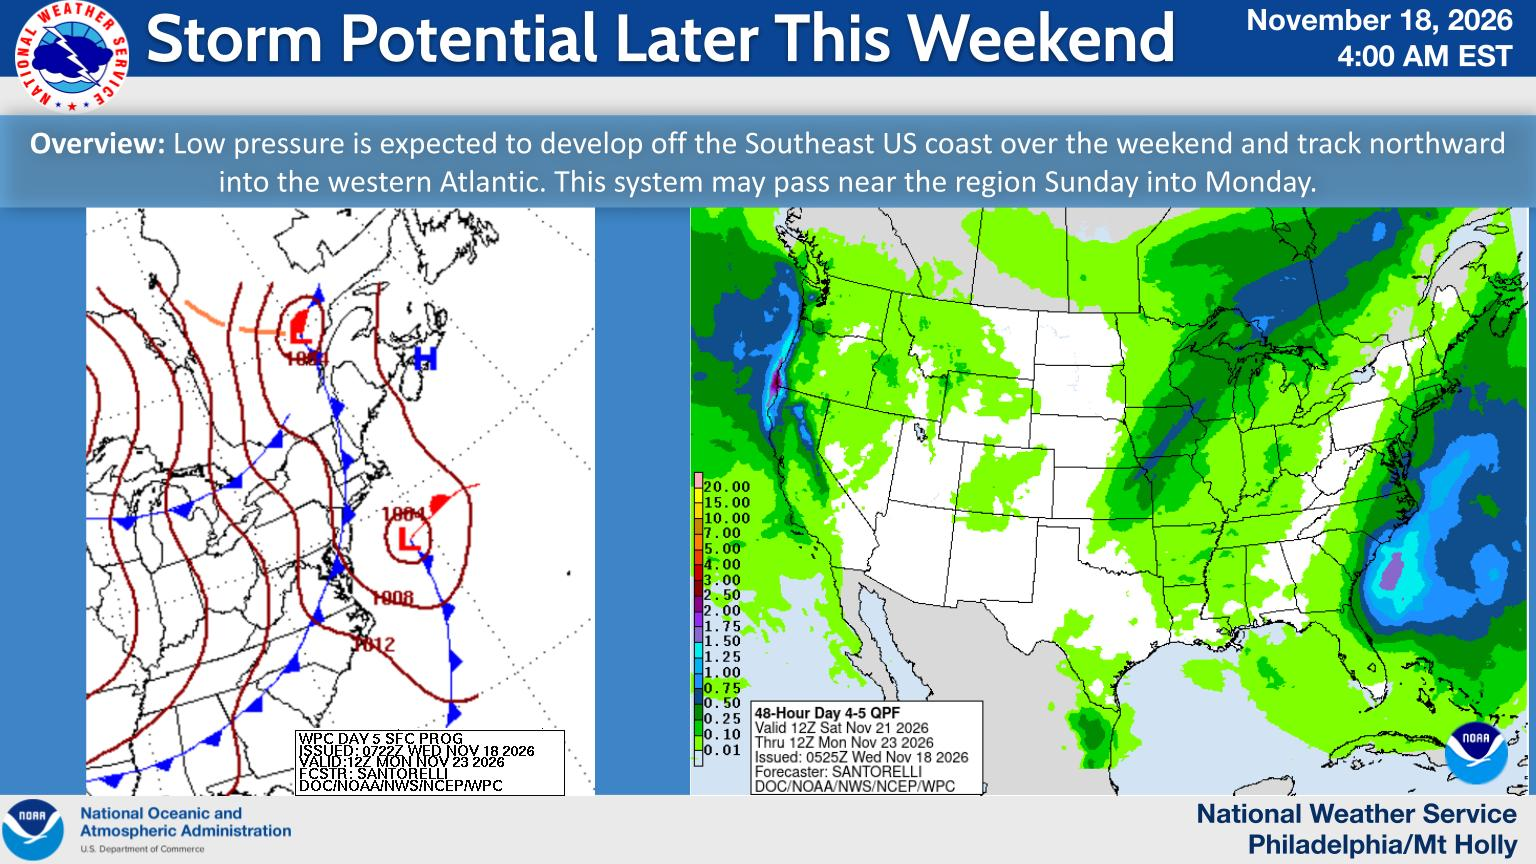 NATIONAL WEATHER SERVICE
Storm Potential Later This Weekend
November 18, 2026
4:00 AM EST
Overview: Low pressure is expected to develop off the Southeast US coast over the weekend and track northward
into the western Atlantic. This system may pass near the region Sunday into Monday.
L
H
1004
L
1008
1012
WPC DAY 5 SFC PROG
ISSUED: 0722Z WED NOV 18 2026
VALID:12Z MON NOV 23 2026
FCSTR: SANTORELLI
DOC/NOAA/NWS/NCEP/WPC
20.00
15.00
10.00
7.00
5.00
4.00
3.00
2.50
2.00
1.75
1.50
1.25
1.00
0.75
0.50
0.25
0.10
0.01
48-Hour Day 4-5 QPF
Valid 12Z Sat Nov 21 2026
Thru 12Z Mon Nov 23 2026
Issued: 0525Z Wed Nov 18 2026
Forecaster: SANTORELLI
DOC/NOAA/NWS/NCEP/WPC
NOAA
NOAA
National Oceanic and
Atmospheric Administration
U.S. Department of Commerce
National Weather Service
Philadelphia/Mt Holly